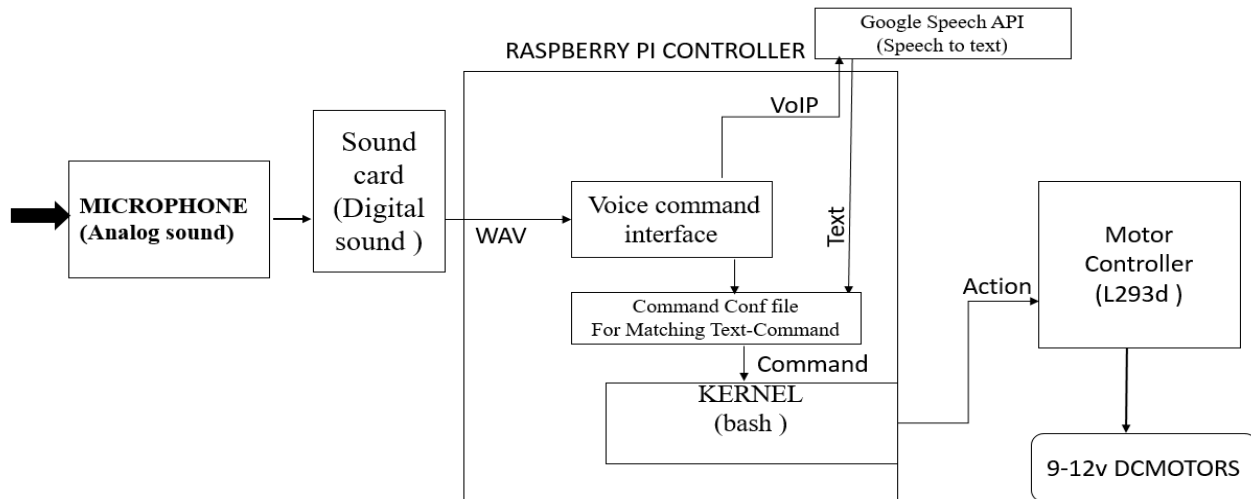 Google Speech API
(Speech to text)
RASPBERRY PI CONTROLLER
VoIP
Sound
card
(Digital
sound )
MICROPHONE
(Analog sound)
WAV
Voice command
interface
Text
Command Conf file
For Matching Text-Command
Command
KERNEL
(bash )
Action
Motor
Controller
(L293d )
9-12v DCMOTORS